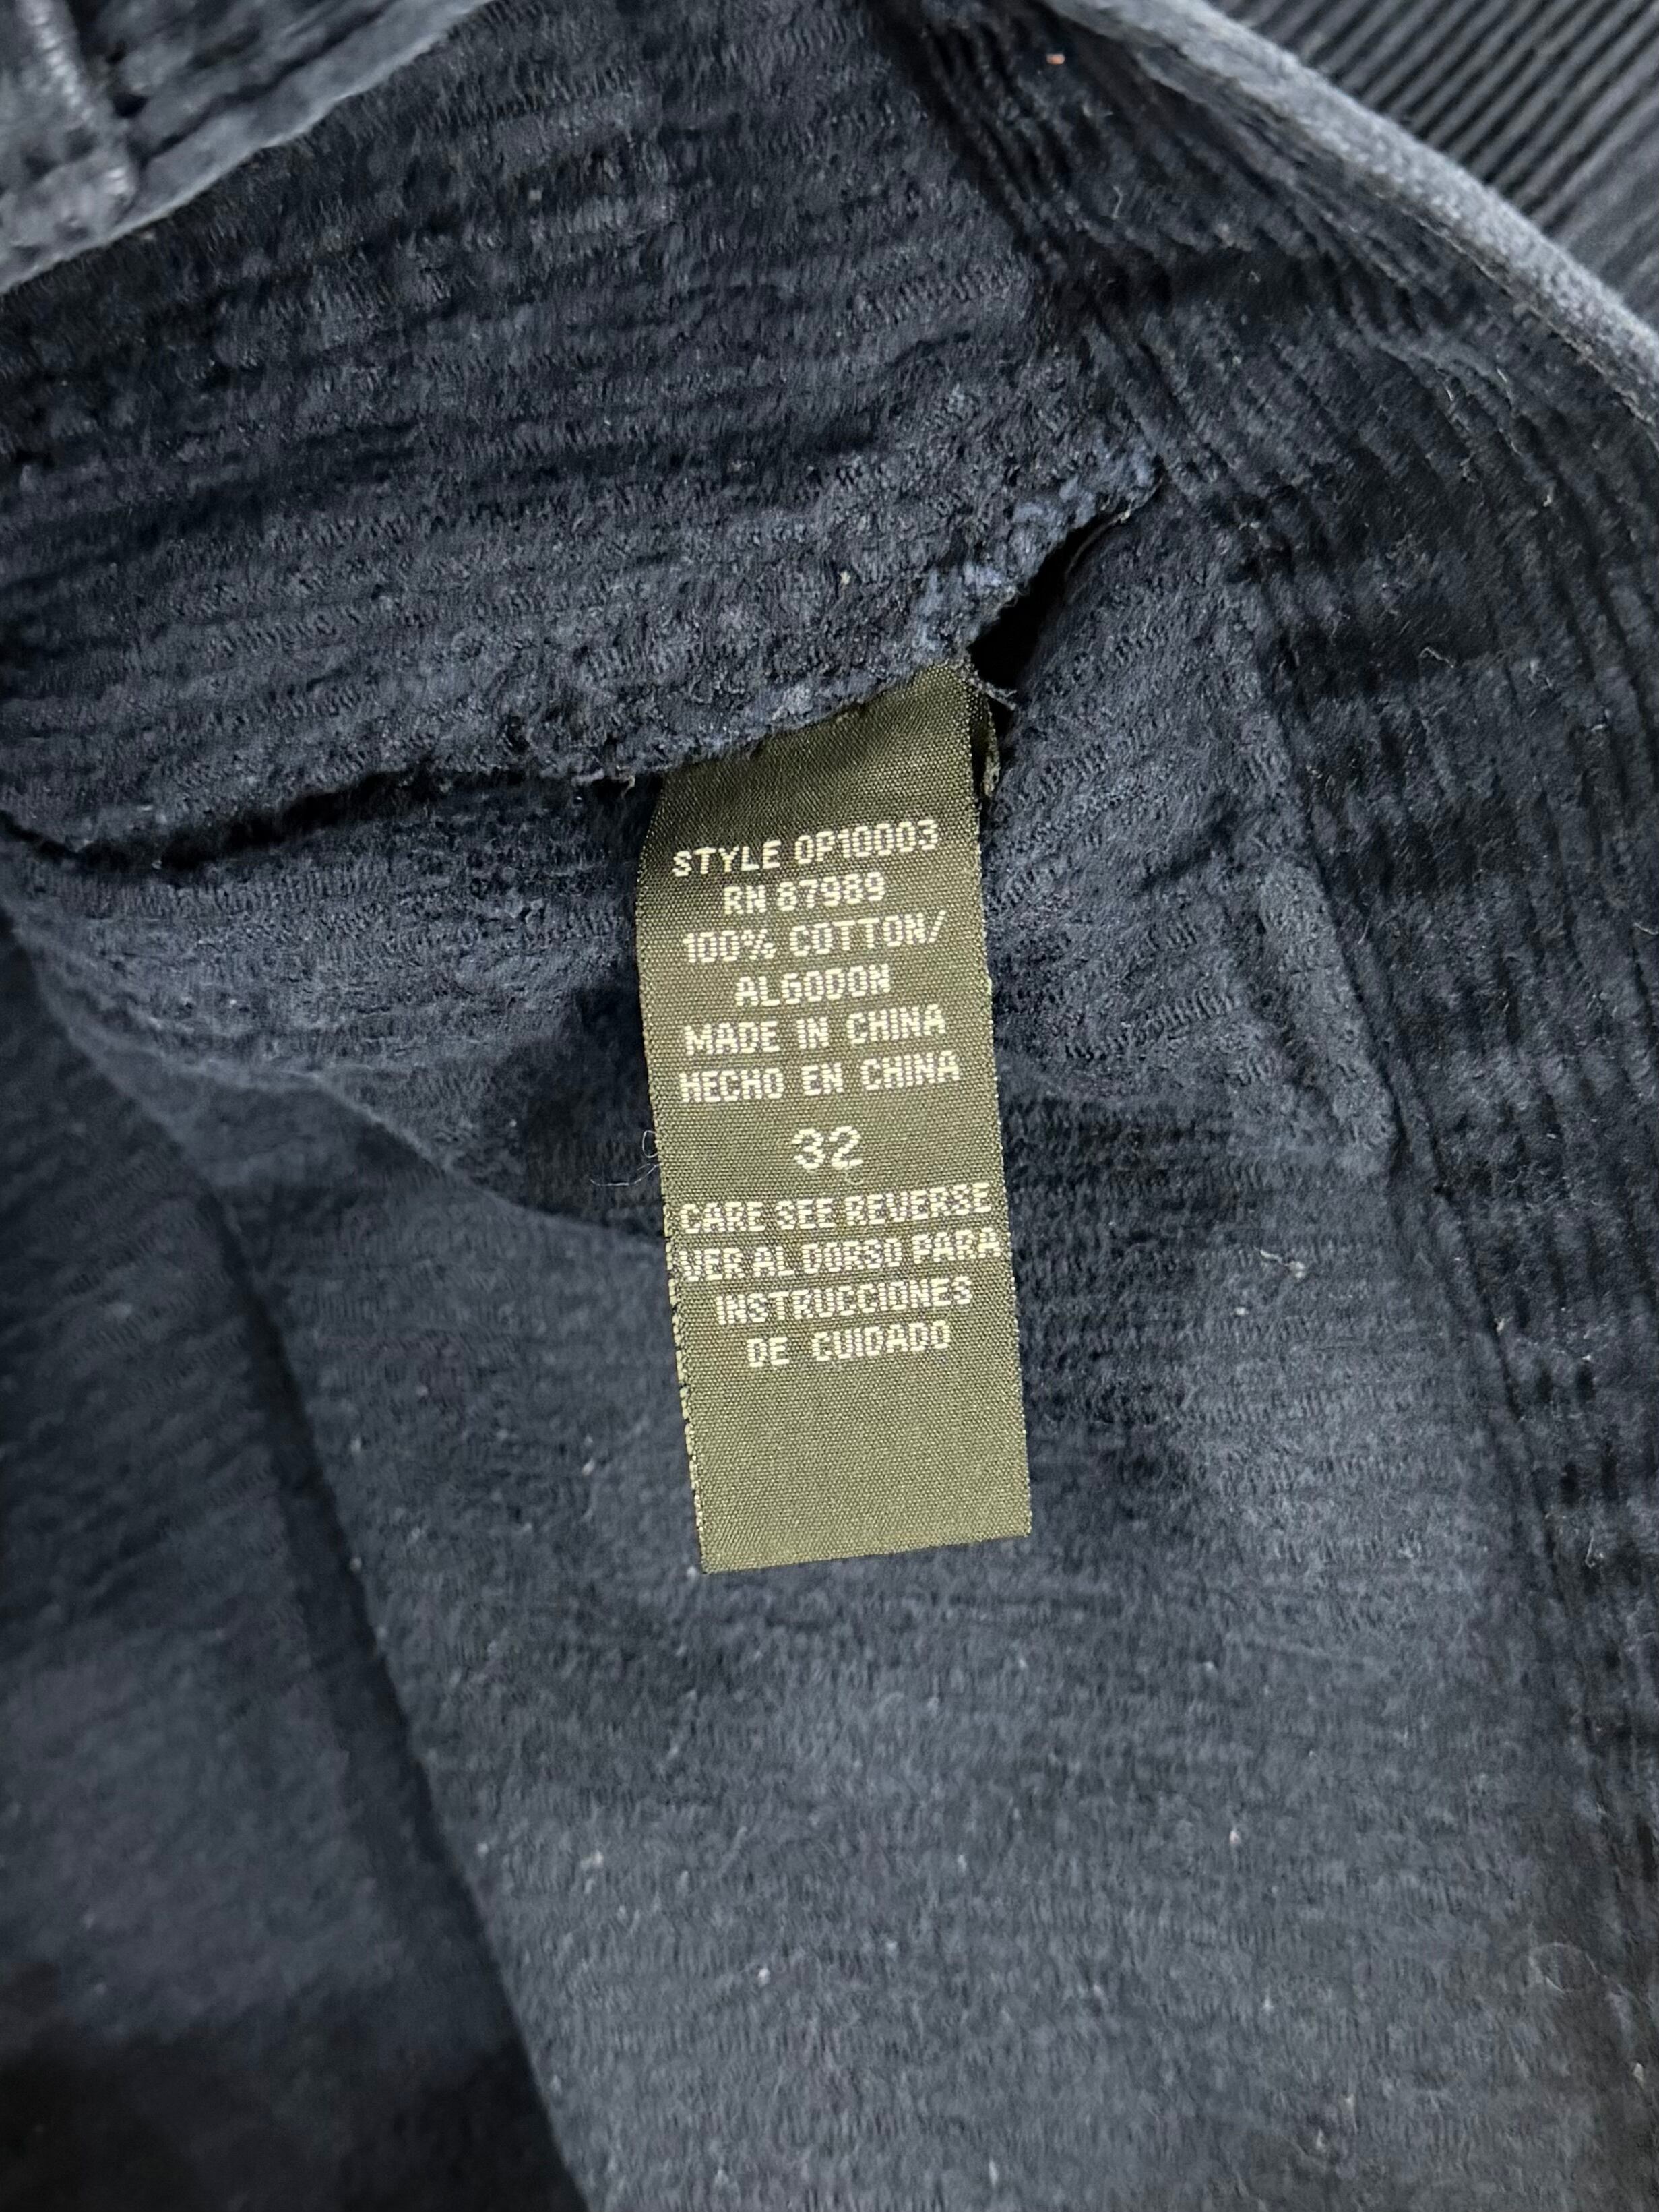 STYLE OP10003
RN 87989
100% COTTON/
ALGODON
MADE IN CHINA
HECHO EN CHINA
32
CARE SEE REVERSE
VER AL DORSO PARA
INSTRUCCIONES
DE CUIDADO